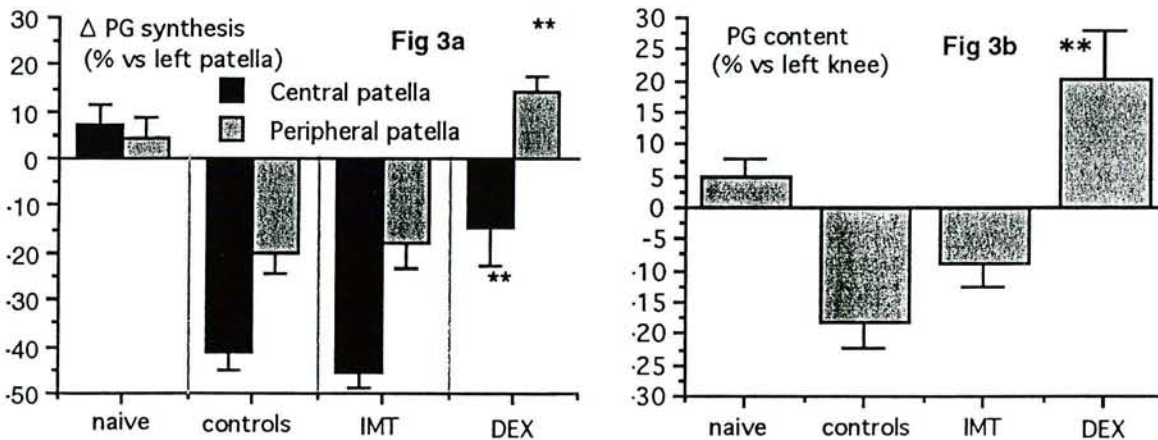 Δ PG synthesis
(% vs left patella)
Fig 3a
**
Central patella
Peripheral patella
**
30
20
10
0
-10
-20
-30
-40
-50
naive
controls
IMT
DEX
PG content
(% vs left knee)
Fig 3b
**
30
25
20
15
10
5
0
-5
-10
-15
-20
-25
-30
naive
controls
IMT
DEX